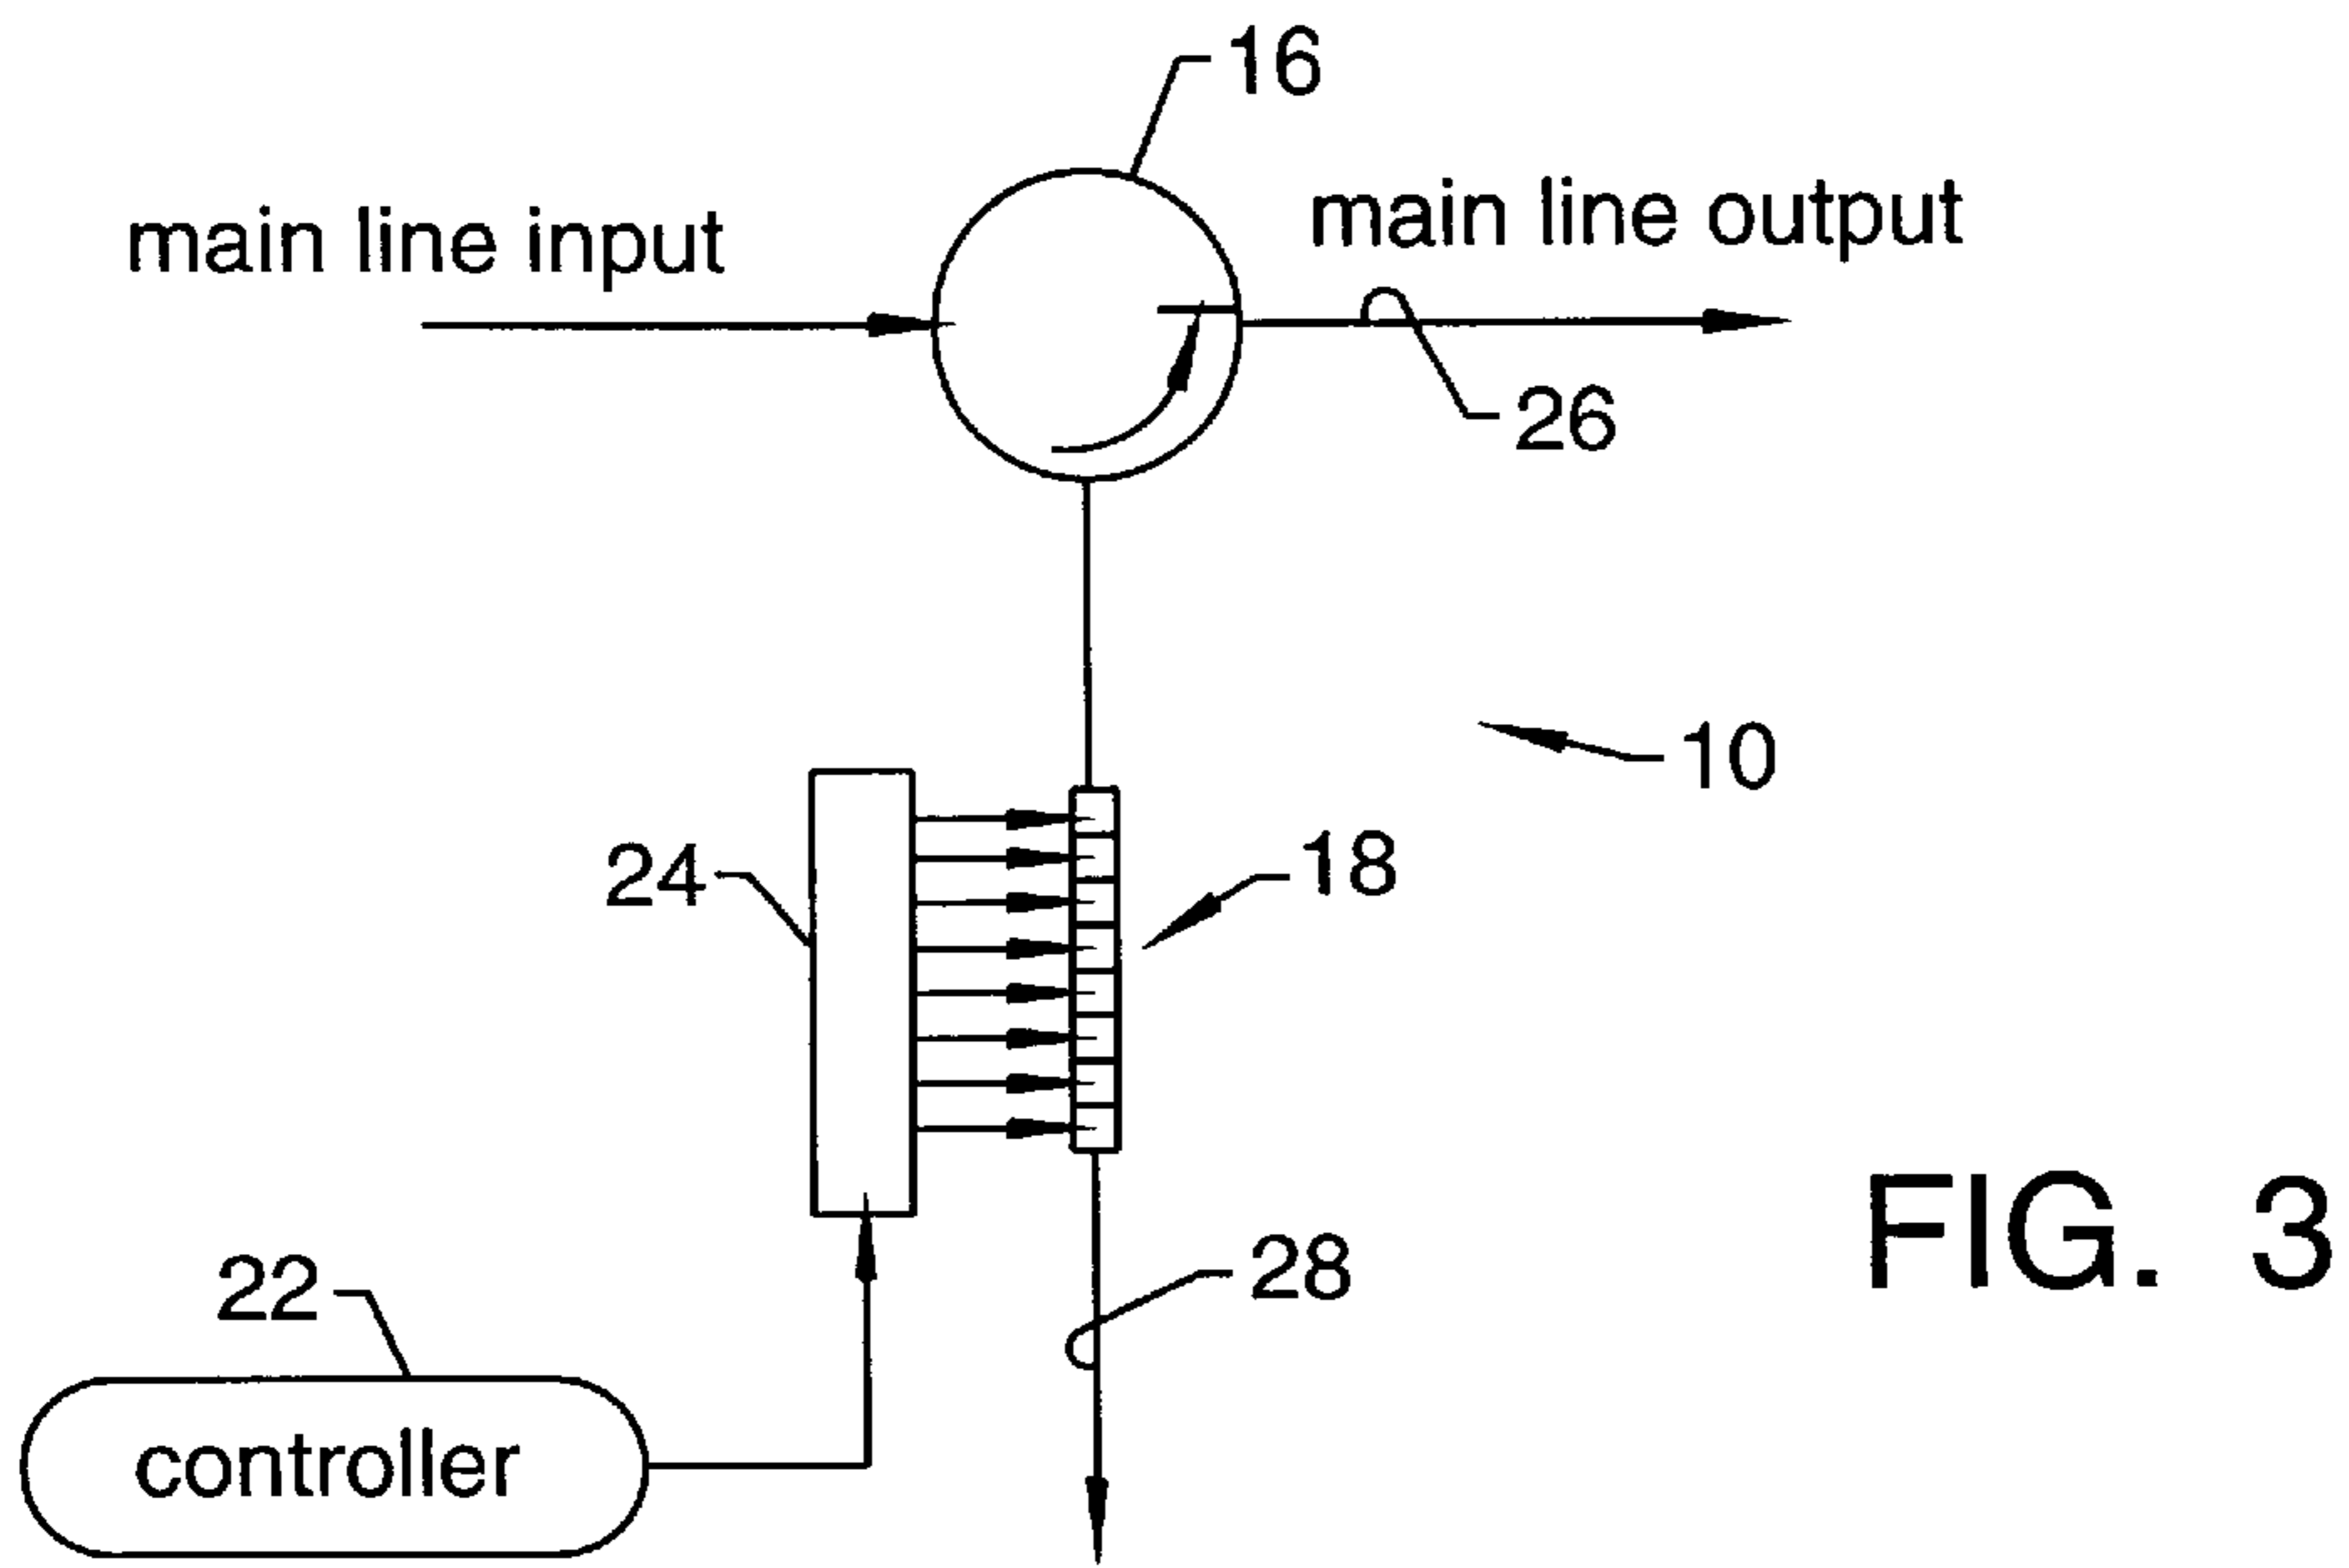 16
main line input
main line output
26
10
24
18
28
22
controller
FIG. 3